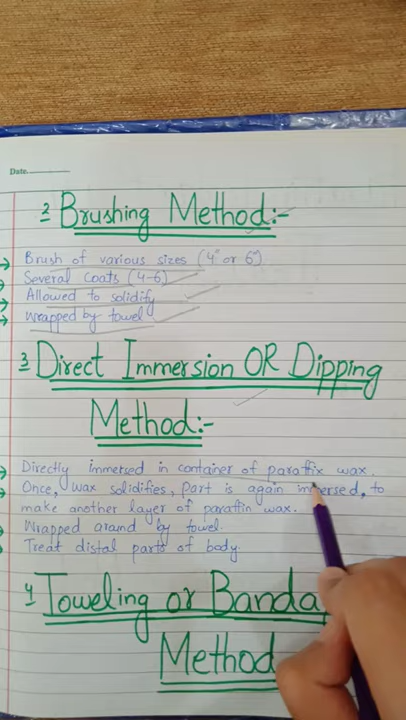 Date.
2 Brushing Method:-
→ Brush of various sizes (4" or 6")
→ Several coats (4-6)
→ Allowed to solidify
→ Wrapped by towel
3 Direct Immersion OR Dipping
Method:-
→ Directly immersed in container of paraffix wax.
→ Once, wax solidifies, part is again immersed, to
make another layer of paraffin wax.
→ Wrapped around by towel.
→ Treat distal parts of body.
4 Toweling or Banda
Method